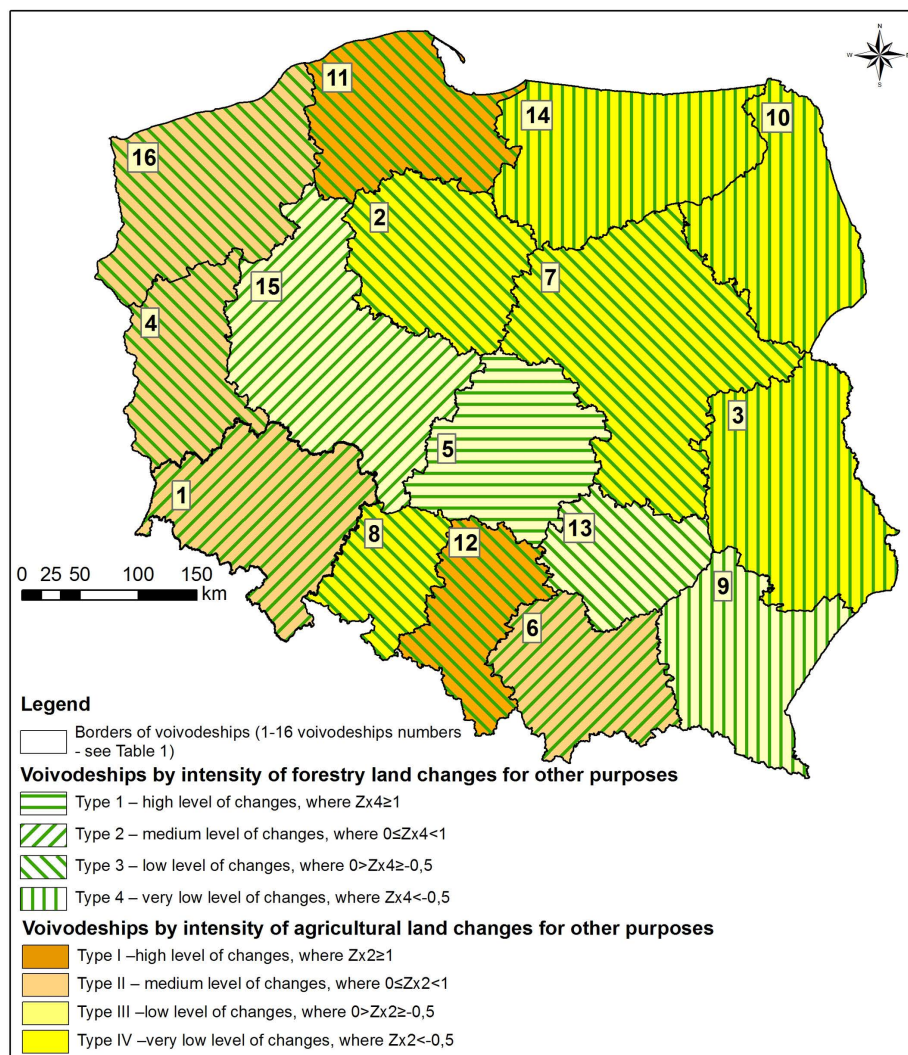 N
W
E
S
11
14
10
16
2
7
15
4
3
5
1
8
12
13
9
6
0 25 50 100 150
km
Legend
Borders of voivodeships (1-16 voivodeships numbers
- see Table 1)
Voivodeships by intensity of forestry land changes for other purposes
Type 1 – high level of changes, where Zx4≥1
Type 2 – medium level of changes, where 0≤Zx4<1
Type 3 – low level of changes, where 0>Zx4≥-0,5
Type 4 – very low level of changes, where Zx4<-0,5
Voivodeships by intensity of agricultural land changes for other purposes
Type I –high level of changes, where Zx2≥1
Type II – medium level of changes, where 0≤Zx2<1
Type III –low level of changes, where 0>Zx2≥-0,5
Type IV –very low level of changes, where Zx2<-0,5